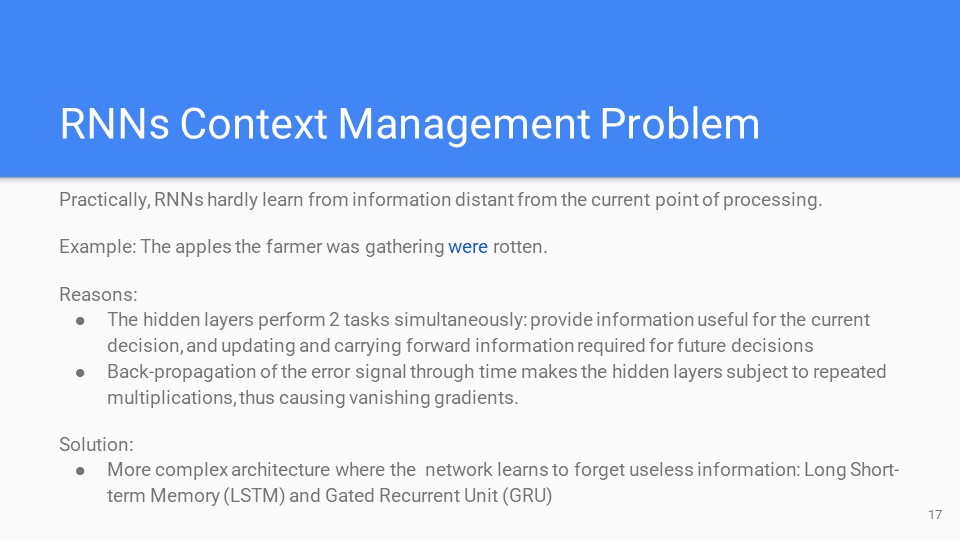 RNNs Context Management Problem
Practically, RNNs hardly learn from information distant from the current point of processing.
Example: The apples the farmer was gathering were rotten.
Reasons:
● The hidden layers perform 2 tasks simultaneously: provide information useful for the current
decision, and updating and carrying forward information required for future decisions
● Back-propagation of the error signal through time makes the hidden layers subject to repeated
multiplications, thus causing vanishing gradients.
Solution:
● More complex architecture where the network learns to forget useless information: Long Short-
term Memory (LSTM) and Gated Recurrent Unit (GRU)
17